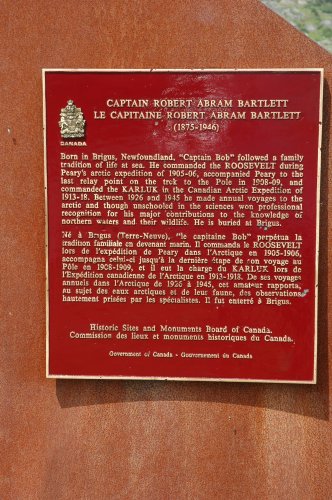 CANADA
CAPTAIN ROBERT ABRAM BARTLETT
LE CAPITAINE ROBERT ABRAM BARTLETT
(1875-1946)
Born in Brigus, Newfoundland, "Captain Bob" followed a family
tradition of life at sea. He commanded the ROOSEVELT during
Peary's arctic expedition of 1905-06, accompanied Peary to the
last relay point on the trek to the Pole in 1908-09, and
commanded the KARLUK in the Canadian Arctic Expedition of
1913-18. Between 1926 and 1945 he made annual voyages to the
arctic and though unschooled in the sciences won professional
recognition for his major contributions to the knowledge of
northern waters and their wildlife. He is buried at Brigus.
Né à Brigus (Terre-Neuve), "le capitaine Bob" perpétua la
tradition familiale en devenant marin. Il commanda le ROOSEVELT
lors de l'expédition de Peary dans l'Arctique en 1905-1906,
accompagna celui-ci jusqu'à la dernière étape de son voyage au
Pôle en 1908-1909, et il eut la charge du KARLUK lors de
l'Expédition canadienne de l'Arctique en 1913-1918. De ses voyages
annuels dans l'Arctique de 1926 à 1945, cet amateur rapporta,
au sujet des eaux arctiques et de leur faune, des observations
hautement prisées par les spécialistes. Il fut enterré à Brigus.
Historic Sites and Monuments Board of Canada.
Commission des lieux et monuments historiques du Canada.
Government of Canada - Gouvernement du Canada